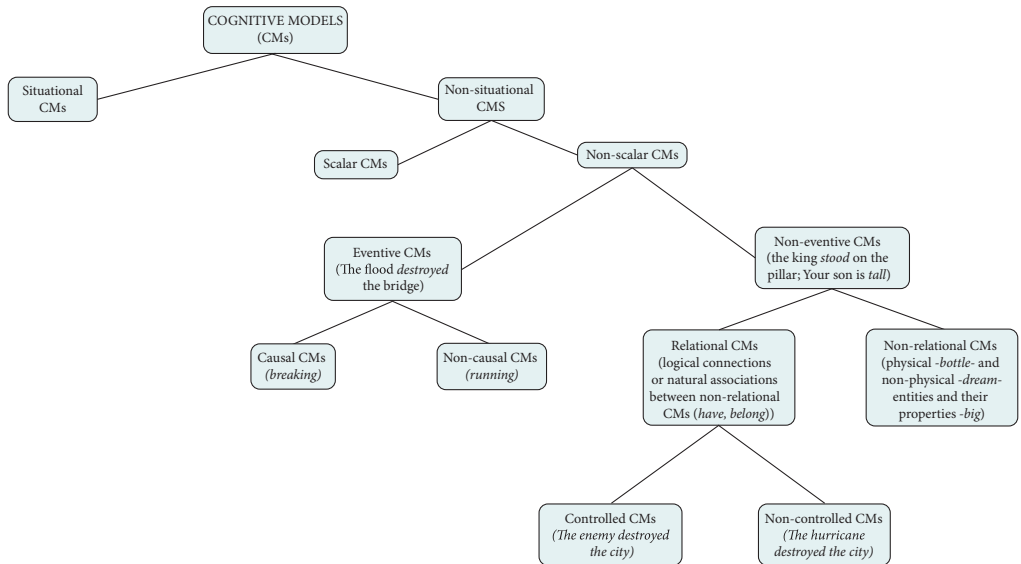 COGNITIVE MODELS
(CMs)
Situational
CMs
Non-situational
CMS
Scalar CMs
Non-scalar CMs
Eventive CMs
(The flood destroyed
the bridge)
Non-eventive CMs
(the king stood on the
pillar; Your son is tall)
Causal CMs
(breaking)
Non-causal CMs
(running)
Relational CMs
(logical connections
or natural associations
between non-relational
CMs (have, belong))
Non-relational CMs
(physical -bottle- and
non-physical -dream-
entities and their
properties -big)
Controlled CMs
(The enemy destroyed
the city)
Non-controlled CMs
(The hurricane
destroyed the city)